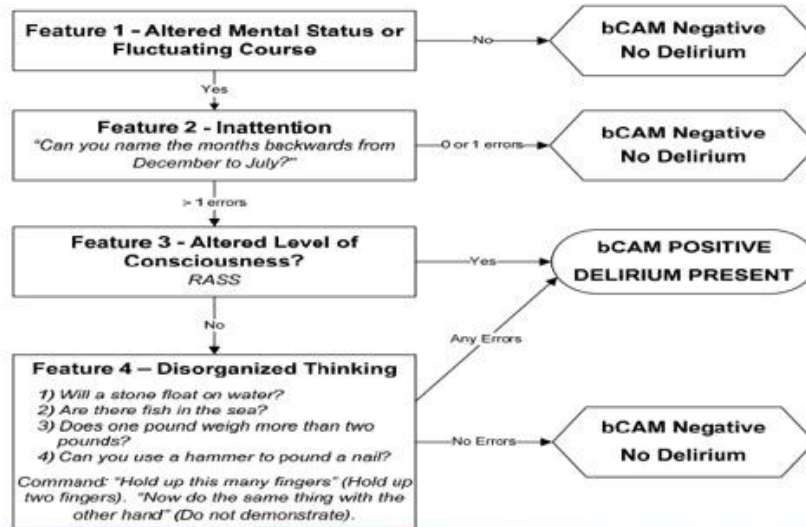 Feature 1 - Altered Mental Status or
Fluctuating Course
No
bCAM Negative
No Delirium
Yes
Feature 2 - Inattention
"Can you name the months backwards from
December to July?"
0 or 1 errors
bCAM Negative
No Delirium
> 1 errors
Feature 3 - Altered Level of
Consciousness?
RASS
Yes
bCAM POSITIVE
DELIRIUM PRESENT
No
Any Errors
Feature 4 – Disorganized Thinking
1) Will a stone float on water?
2) Are there fish in the sea?
3) Does one pound weigh more than two
pounds?
4) Can you use a hammer to pound a nail?
Command: "Hold up this many fingers" (Hold up
two fingers). "Now do the same thing with the
other hand" (Do not demonstrate).
No Errors
bCAM Negative
No Delirium